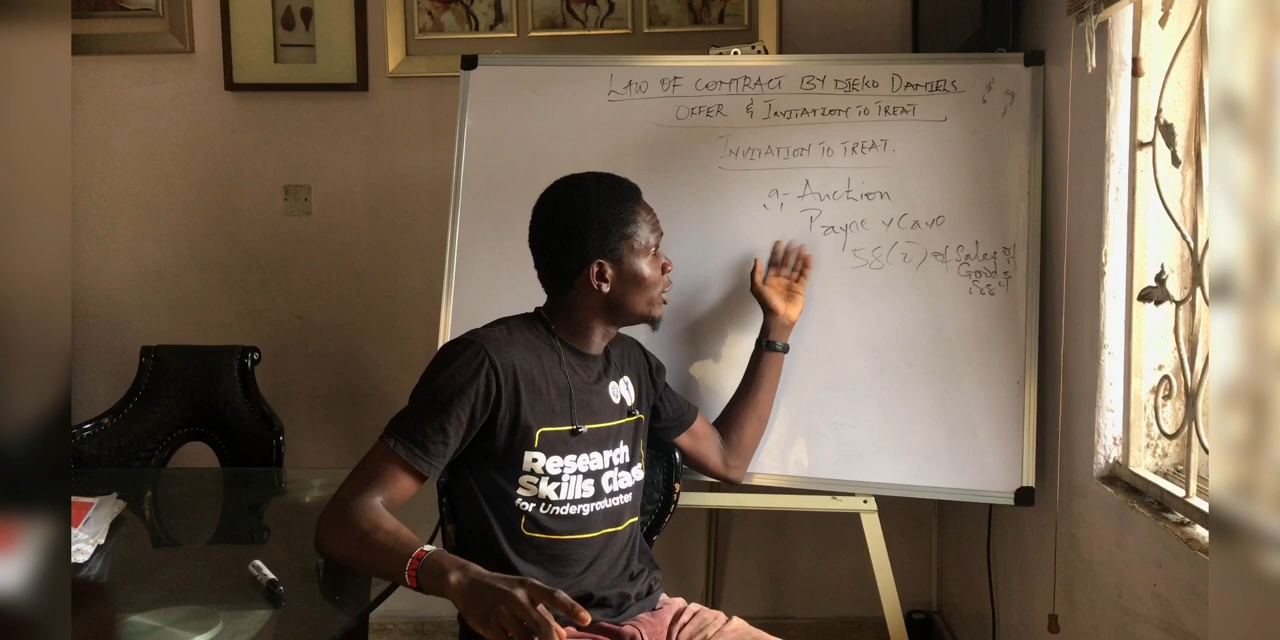 LAW OF CONTRACT BY DJEKO DANIELS
OFFER & INVITATION TO TREAT
INVITATION TO TREAT.
a- Auction
Payne v Cave
58(2) of Sales of
Goods
1884
Research
Skills Class
for Undergraduates